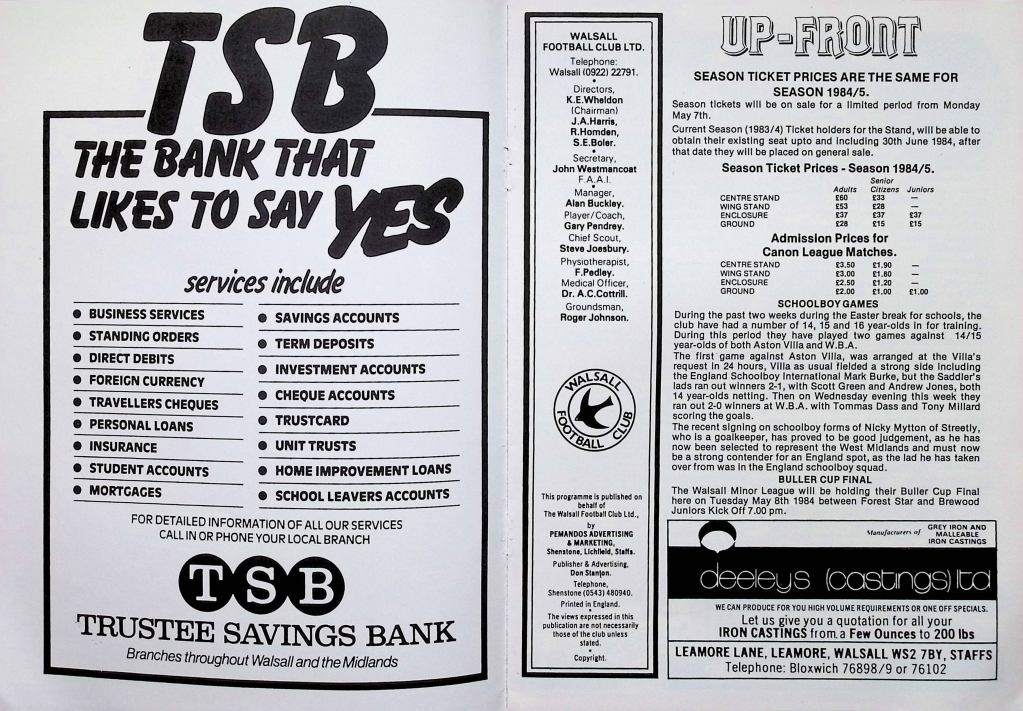 TSB
THE BANK THAT
LIKES TO SAY YES
services include
● BUSINESS SERVICES
● STANDING ORDERS
● DIRECT DEBITS
● FOREIGN CURRENCY
● TRAVELLERS CHEQUES
● PERSONAL LOANS
● INSURANCE
● STUDENT ACCOUNTS
● MORTGAGES
● SAVINGS ACCOUNTS
● TERM DEPOSITS
● INVESTMENT ACCOUNTS
● CHEQUE ACCOUNTS
● TRUSTCARD
● UNIT TRUSTS
● HOME IMPROVEMENT LOANS
● SCHOOL LEAVERS ACCOUNTS
FOR DETAILED INFORMATION OF ALL OUR SERVICES
CALL IN OR PHONE YOUR LOCAL BRANCH
TSB
TRUSTEE SAVINGS BANK
Branches throughout Walsall and the Midlands
WALSALL
FOOTBALL CLUB LTD.
Telephone:
Walsall (0922) 22791.
•
Directors,
K.E.Wheldon
(Chairman)
J.A.Harris,
R.Homden,
S.E.Boler.
•
Secretary,
John Westmancoat
F.A.A.I.
•
Manager,
Alan Buckley.
Player/Coach,
Gary Pendrey.
Chief Scout,
Steve Joesbury.
Physiotherapist,
F.Pedley.
Medical Officer,
Dr. A.C.Cottrill.
Groundsman,
Roger Johnson.
WALSALL
FOOTBALL CLUB
This programme is published on
behalf of
The Walsall Football Club Ltd.,
by
PEMANDOS ADVERTISING
& MARKETING,
Shenstone, Lichfield, Staffs.
Publisher & Advertising,
Don Stanton.
Telephone,
Shenstone (0543) 480940.
Printed in England.
•
The views expressed in this
publication are not necessarily
those of the club unless
stated.
•
Copyright.
UP-FRONT
SEASON TICKET PRICES ARE THE SAME FOR
SEASON 1984/5.
Season tickets will be on sale for a limited period from Monday
May 7th.
Current Season (1983/4) Ticket holders for the Stand, will be able to
obtain their existing seat upto and including 30th June 1984, after
that date they will be placed on general sale.
Season Ticket Prices - Season 1984/5.
Senior
Adults Citizens Juniors
CENTRE STAND £60 £33 —
WING STAND £53 £28 —
ENCLOSURE £37 £37 £37
GROUND £28 £15 £15
Admission Prices for
Canon League Matches.
CENTRE STAND £3.50 £1.90 —
WING STAND £3.00 £1.80 —
ENCLOSURE £2.50 £1.20 —
GROUND £2.00 £1.00 £1.00
SCHOOLBOY GAMES
During the past two weeks during the Easter break for schools, the
club have had a number of 14, 15 and 16 year-olds in for training.
During this period they have played two games against 14/15
year-olds of both Aston Villa and W.B.A.
The first game against Aston Villa, was arranged at the Villa's
request in 24 hours, Villa as usual fielded a strong side including
the England Schoolboy International Mark Burke, but the Saddler's
lads ran out winners 2-1, with Scott Green and Andrew Jones, both
14 year-olds netting. Then on Wednesday evening this week they
ran out 2-0 winners at W.B.A. with Tommas Dass and Tony Millard
scoring the goals.
The recent signing on schoolboy forms of Nicky Mytton of Streetly,
who is a goalkeeper, has proved to be good judgement, as he has
now been selected to represent the West Midlands and must now
be a strong contender for an England spot, as the lad he has taken
over from was in the England schoolboy squad.
BULLER CUP FINAL
The Walsall Minor League will be holding their Buller Cup Final
here on Tuesday May 8th 1984 between Forest Star and Brewood
Juniors Kick Off 7.00 pm.
Manufacturers of GREY IRON AND
MALLEABLE
IRON CASTINGS
deeleys (castings) ltd
WE CAN PRODUCE FOR YOU HIGH VOLUME REQUIREMENTS OR ONE OFF SPECIALS.
Let us give you a quotation for all your
IRON CASTINGS from a Few Ounces to 200 lbs
LEAMORE LANE, LEAMORE, WALSALL WS2 7BY, STAFFS
Telephone: Bloxwich 76898/9 or 76102